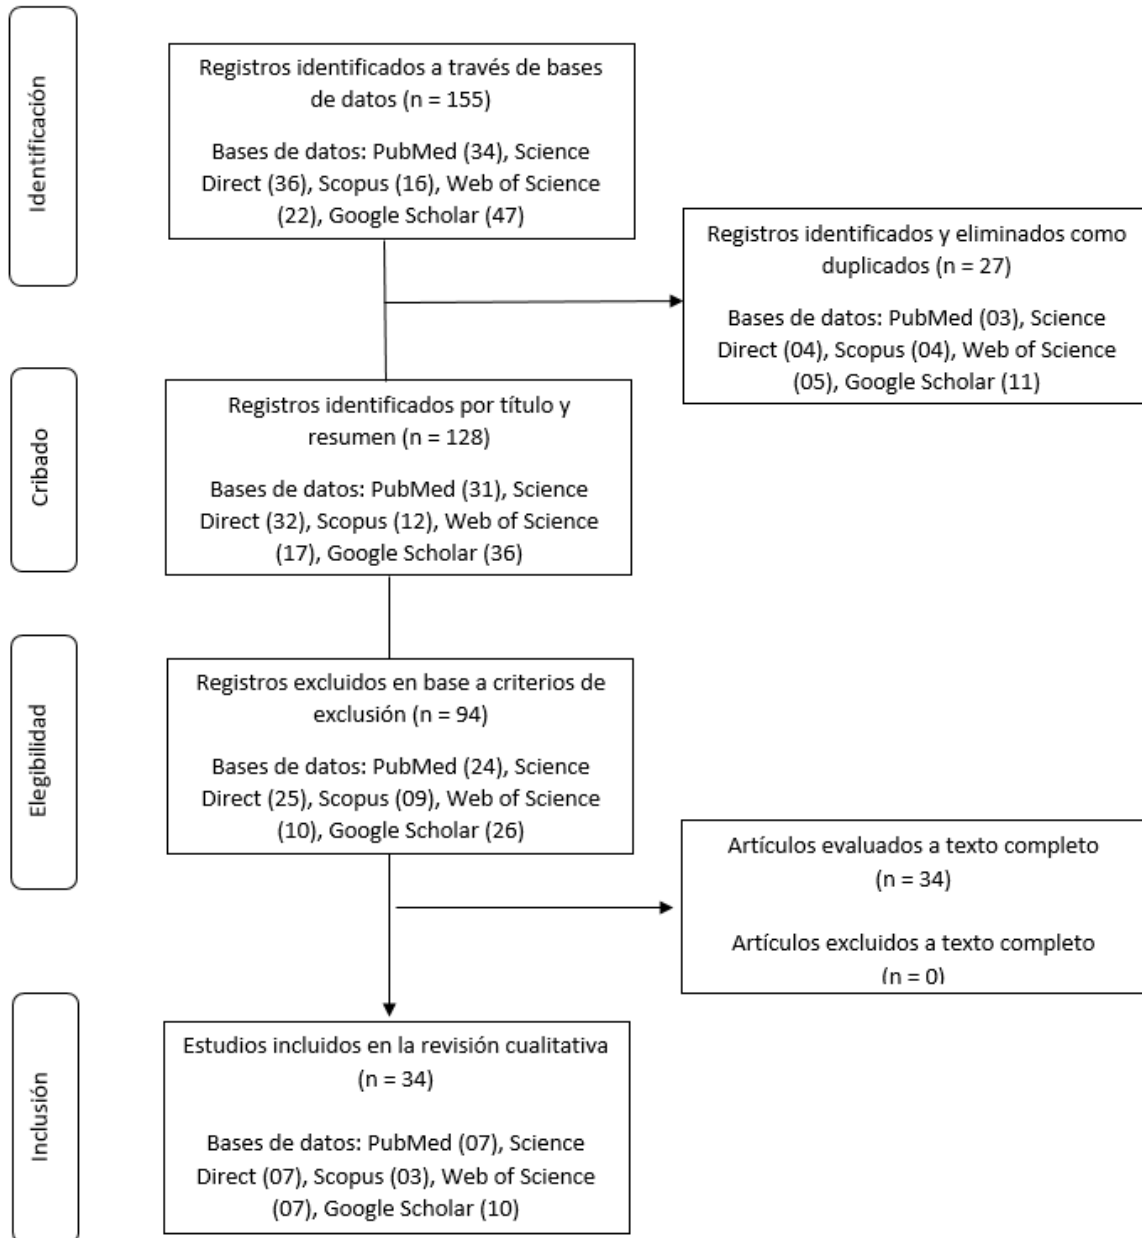 Identificación
Registros identificados a través de bases
de datos (n = 155)
Bases de datos: PubMed (34), Science
Direct (36), Scopus (16), Web of Science
(22), Google Scholar (47)
Registros identificados y eliminados como
duplicados (n = 27)
Bases de datos: PubMed (03), Science
Direct (04), Scopus (04), Web of Science
(05), Google Scholar (11)
Cribado
Registros identificados por título y
resumen (n = 128)
Bases de datos: PubMed (31), Science
Direct (32), Scopus (12), Web of Science
(17), Google Scholar (36)
Elegibilidad
Registros excluidos en base a criterios de
exclusión (n = 94)
Bases de datos: PubMed (24), Science
Direct (25), Scopus (09), Web of Science
(10), Google Scholar (26)
Artículos evaluados a texto completo
(n = 34)
Artículos excluidos a texto completo
(n = 0)
Inclusión
Estudios incluidos en la revisión cualitativa
(n = 34)
Bases de datos: PubMed (07), Science
Direct (07), Scopus (03), Web of Science
(07), Google Scholar (10)